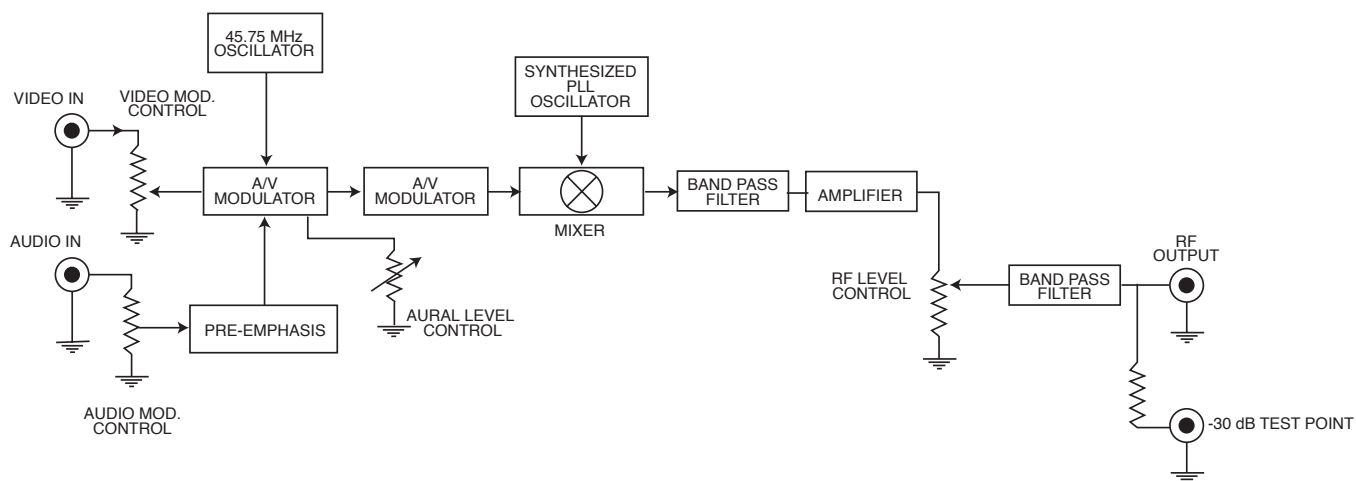 45.75 MHz
OSCILLATOR
SYNTHESIZED
PLL
OSCILLATOR
VIDEO IN
VIDEO MOD.
CONTROL
A/V
MODULATOR
A/V
MODULATOR
MIXER
BAND PASS
FILTER
AMPLIFIER
AUDIO IN
RF
OUTPUT
RF LEVEL
CONTROL
BAND PASS
FILTER
PRE-EMPHASIS
AURAL LEVEL
CONTROL
AUDIO MOD.
CONTROL
-30 dB TEST POINT